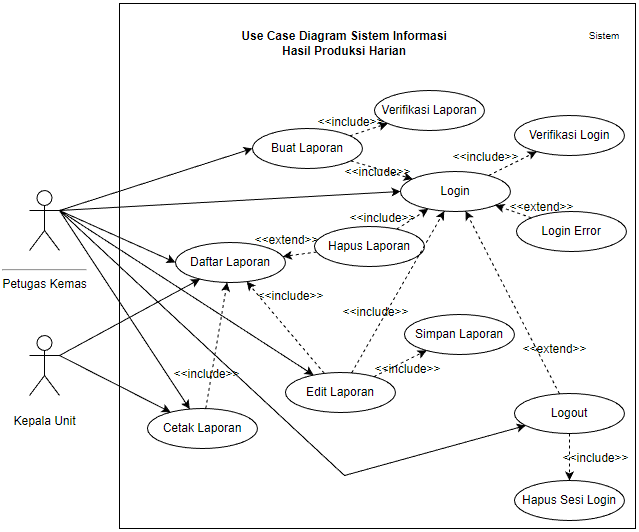 Use Case Diagram Sistem Informasi
Hasil Produksi Harian
Sistem
Verifikasi Laporan
<<include>>
Verifikasi Login
Buat Laporan
<<include>>
<<include>>
Login
<<extend>>
<<include>>
Login Error
<<extend>>
Hapus Laporan
Daftar Laporan
Petugas Kemas
<<include>>
<<include>>
Simpan Laporan
<<extend>>
<<include>>
<<include>>
Edit Laporan
Kepala Unit
Cetak Laporan
Logout
<<include>>
Hapus Sesi Login